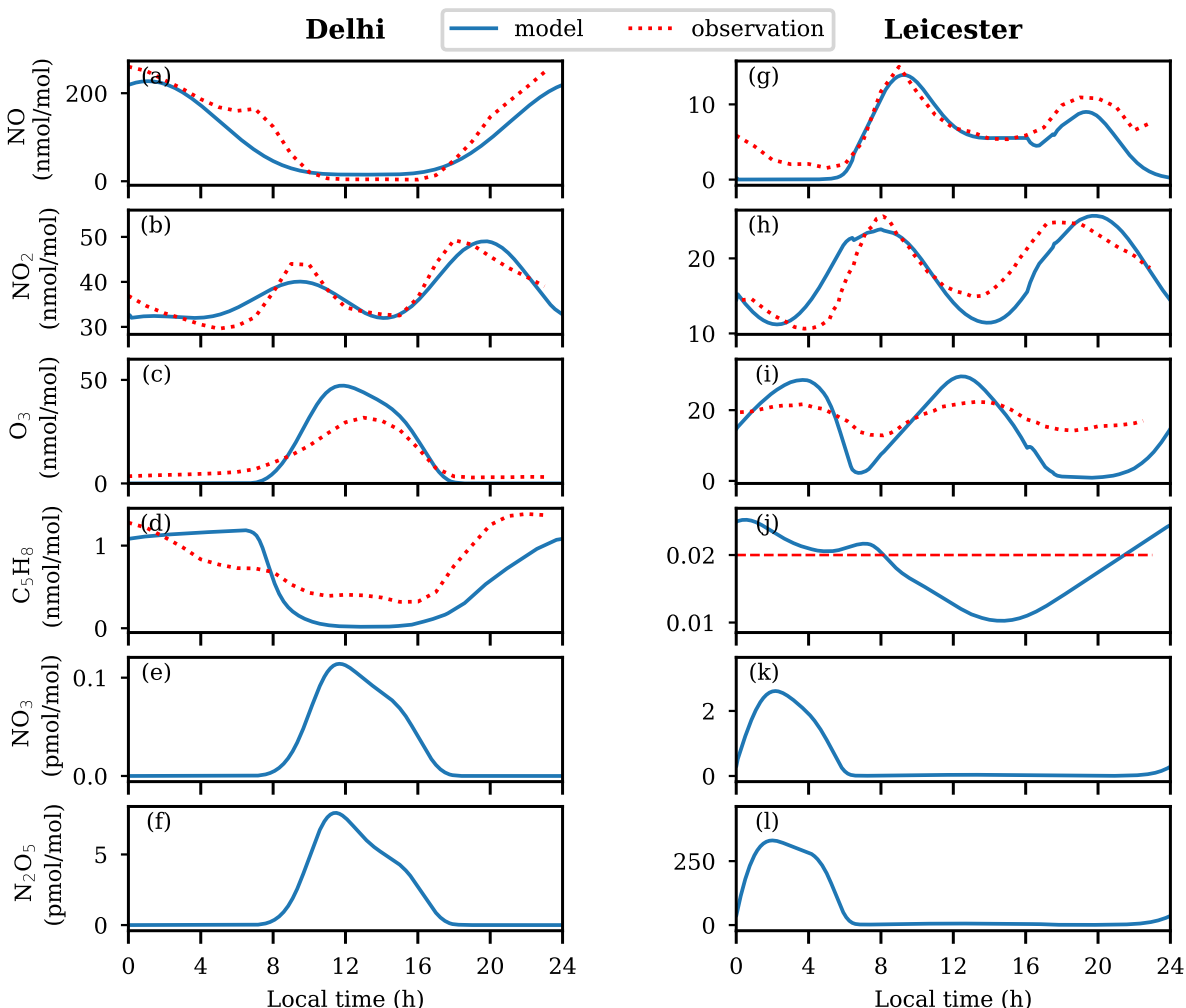 Delhi
model
observation
Leicester
NO
(nmol/mol)
200
0
(a)
10
0
(g)
NO₂
(nmol/mol)
50
40
30
(b)
20
10
(h)
O₃
(nmol/mol)
50
0
(c)
20
0
(i)
C₅H₈
(nmol/mol)
1
0
(d)
0.02
0.01
(j)
NO₃
(pmol/mol)
0.1
0.0
(e)
2
0
(k)
N₂O₅
(pmol/mol)
5
0
(f)
250
0
(l)
0 4 8 12 16 20 24
0 4 8 12 16 20 24
Local time (h)
Local time (h)